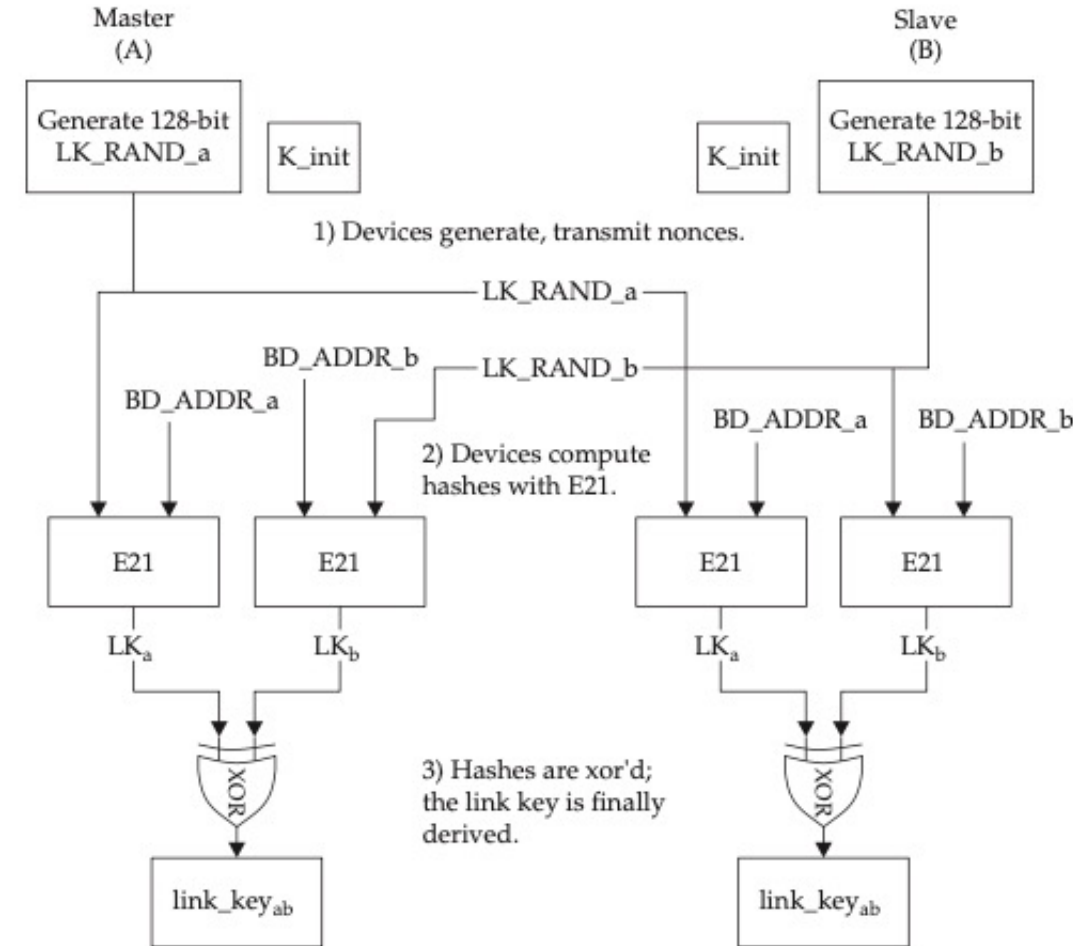 Master
(A)
Slave
(B)
Generate 128-bit
LK_RAND_a
K_init
K_init
Generate 128-bit
LK_RAND_b
1) Devices generate, transmit nonces.
LK_RAND_a
BD_ADDR_b
LK_RAND_b
BD_ADDR_a
BD_ADDR_a
BD_ADDR_b
2) Devices compute
hashes with E21.
E21
E21
E21
E21
LKa
LKb
LKa
LKb
XOR
XOR
3) Hashes are xor'd;
the link key is finally
derived.
link_keyab
link_keyab